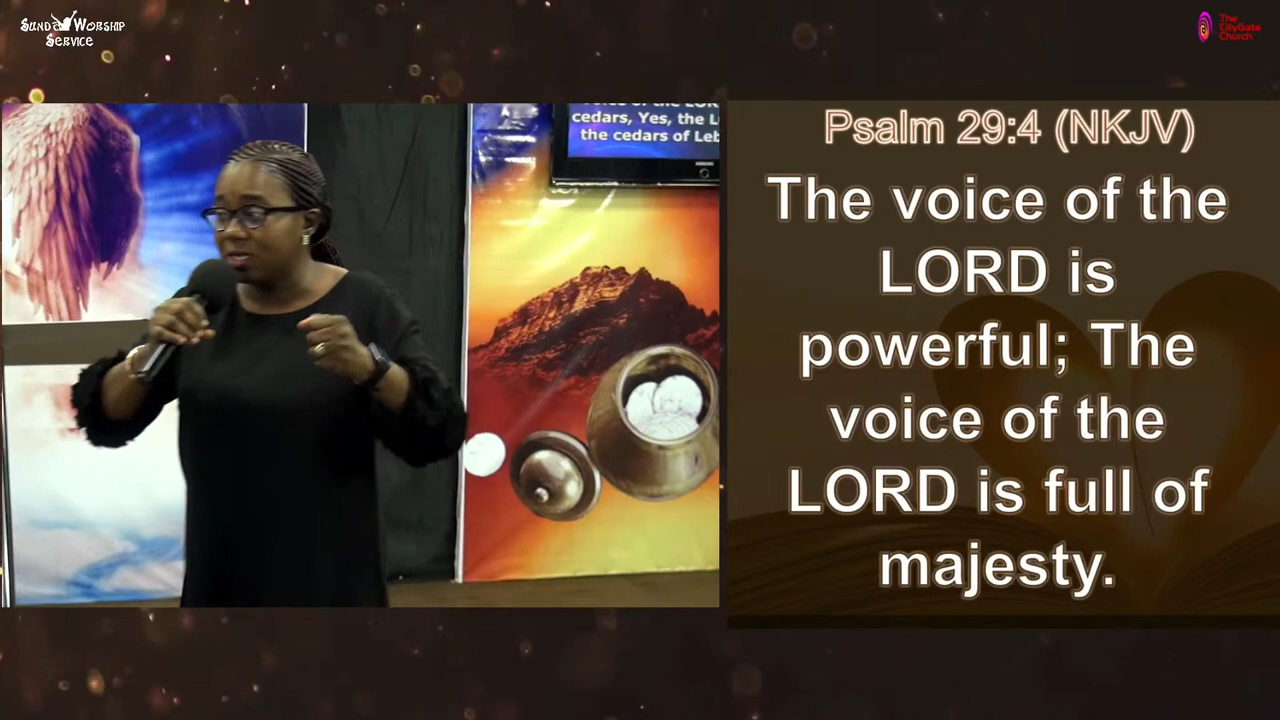 SUNDAY WORSHIP
SERVICE
The
CityGate
Church
cedars, Yes, the L
the cedars of Leb
Psalm 29:4 (NKJV)
The voice of the
LORD is
powerful; The
voice of the
LORD is full of
majesty.